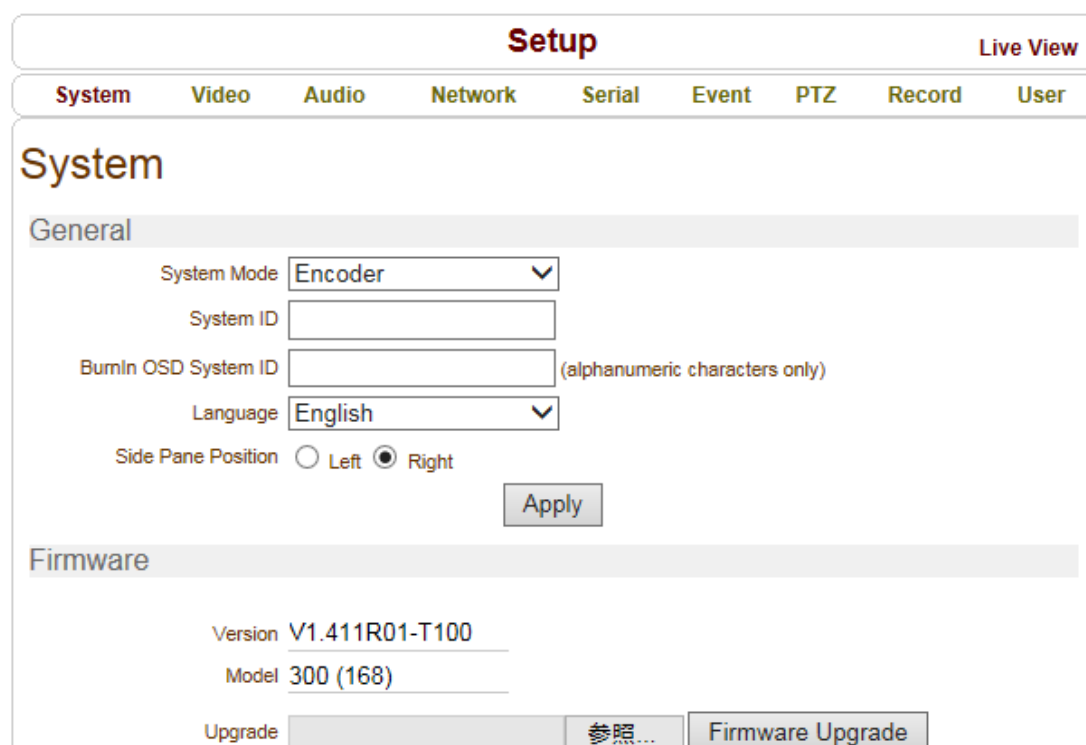 Setup
Live View
System Video Audio Network Serial Event PTZ Record User
System
General
System Mode Encoder
System ID
BurnIn OSD System ID (alphanumeric characters only)
Language English
Side Pane Position Left Right
Apply
Firmware
Version V1.411R01-T100
Model 300 (168)
Upgrade 参照... Firmware Upgrade